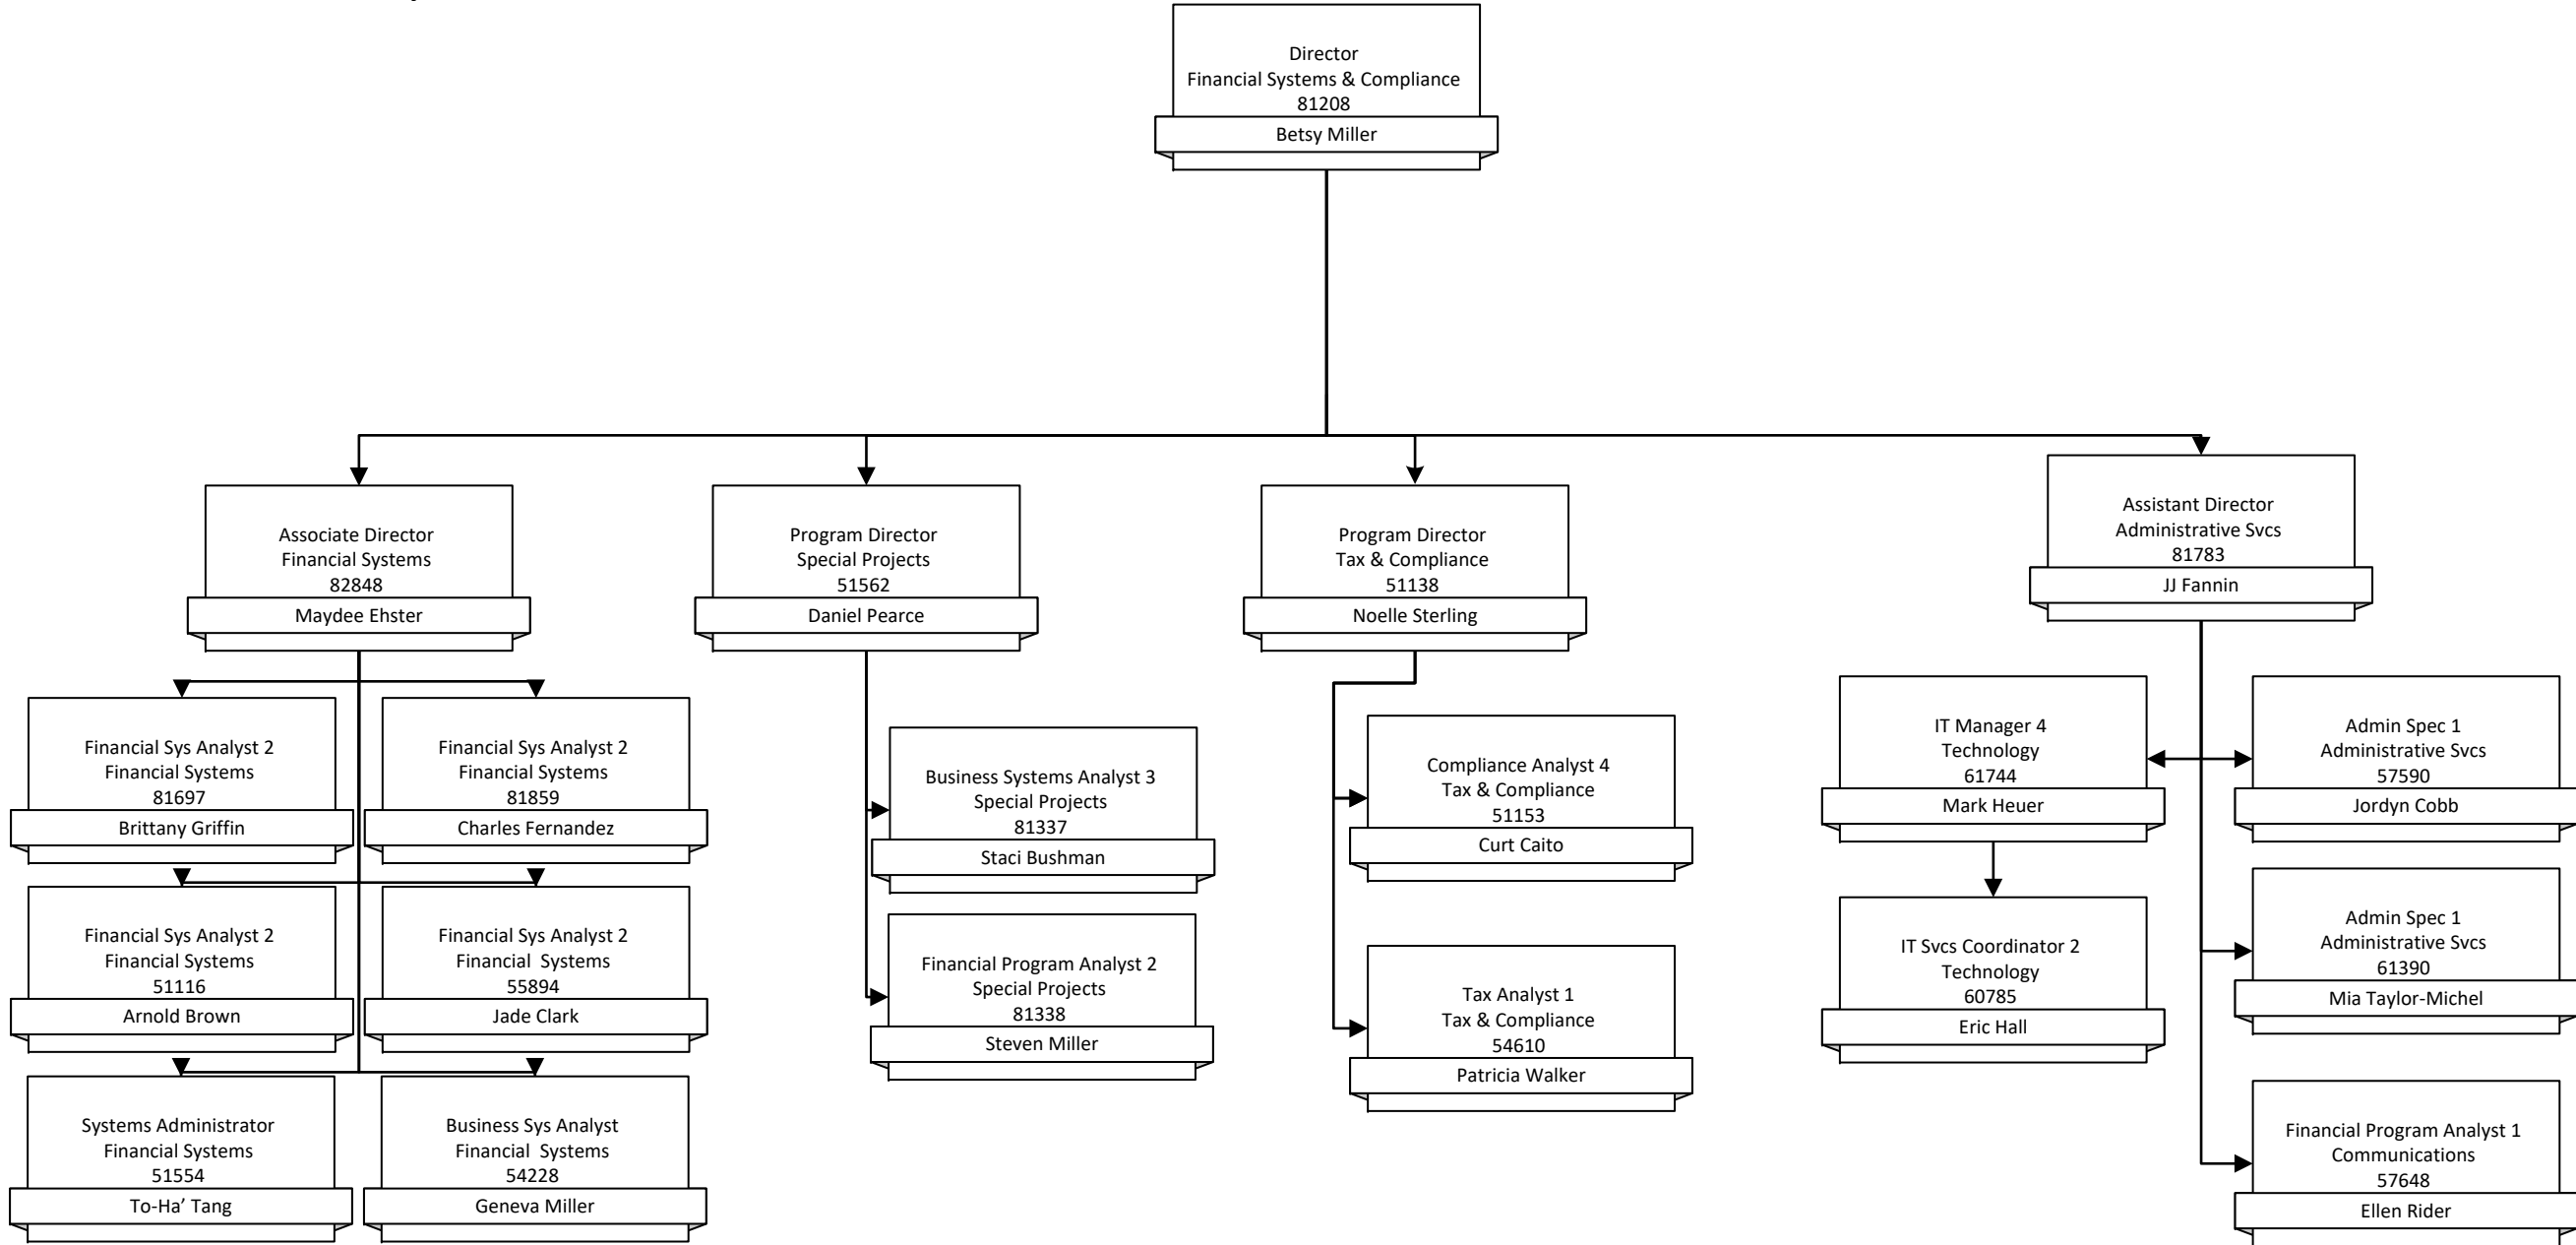 Director
Financial Systems & Compliance
81208
Betsy Miller
Associate Director
Financial Systems
82848
Maydee Ehster
Program Director
Special Projects
51562
Daniel Pearce
Program Director
Tax & Compliance
51138
Noelle Sterling
Assistant Director
Administrative Svcs
81783
JJ Fannin
Financial Sys Analyst 2
Financial Systems
81697
Brittany Griffin
Financial Sys Analyst 2
Financial Systems
81859
Charles Fernandez
Financial Sys Analyst 2
Financial Systems
51116
Arnold Brown
Financial Sys Analyst 2
Financial  Systems
55894
Jade Clark
Systems Administrator
Financial Systems
51554
To-Ha’ Tang
Business Sys Analyst
Financial  Systems
54228
Geneva Miller
Business Systems Analyst 3
Special Projects
81337
Staci Bushman
Financial Program Analyst 2
Special Projects
81338
Steven Miller
Compliance Analyst 4
Tax & Compliance
51153
Curt Caito
Tax Analyst 1
Tax & Compliance
54610
Patricia Walker
IT Manager 4
Technology
61744
Mark Heuer
IT Svcs Coordinator 2
Technology
60785
Eric Hall
Admin Spec 1
Administrative Svcs
57590
Jordyn Cobb
Admin Spec 1
Administrative Svcs
61390
Mia Taylor-Michel
Financial Program Analyst 1
Communications
57648
Ellen Rider